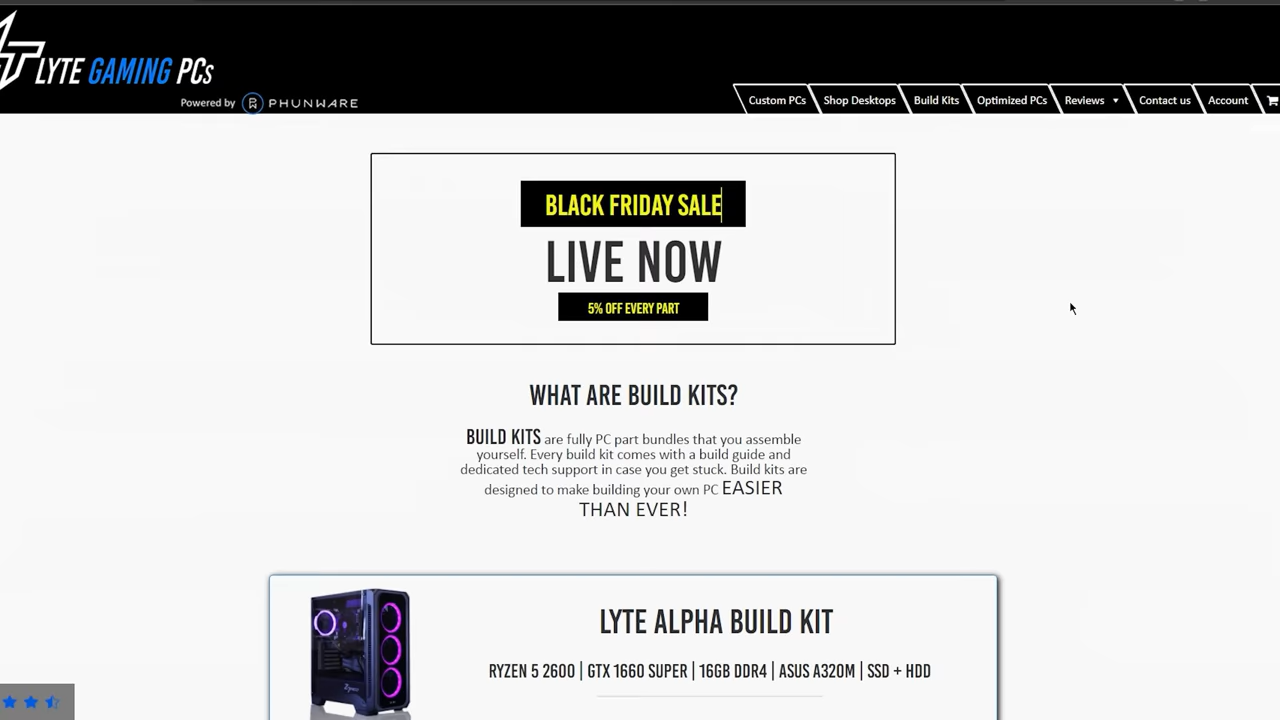 LYTE GAMING PCs
Powered by PHUNWARE
Custom PCs Shop Desktops Build Kits Optimized PCs Reviews Contact us Account
BLACK FRIDAY SALE
LIVE NOW
5% OFF EVERY PART
WHAT ARE BUILD KITS?
BUILD KITS are fully PC part bundles that you assemble
yourself. Every build kit comes with a build guide and
dedicated tech support in case you get stuck. Build kits are
designed to make building your own PC EASIER
THAN EVER!
LYTE ALPHA BUILD KIT
RYZEN 5 2600 | GTX 1660 SUPER | 16GB DDR4 | ASUS A320M | SSD + HDD